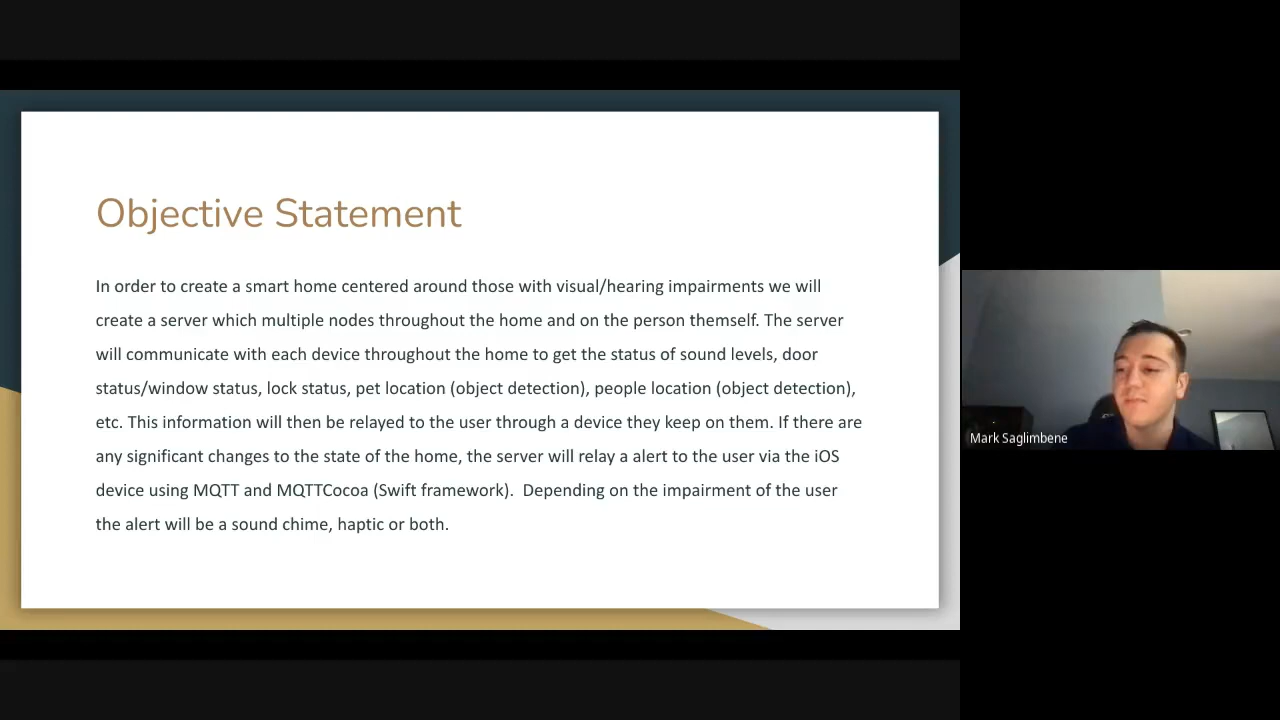 Objective Statement
In order to create a smart home centered around those with visual/hearing impairments we will
create a server which multiple nodes throughout the home and on the person themself. The server
will communicate with each device throughout the home to get the status of sound levels, door
status/window status, lock status, pet location (object detection), people location (object detection),
etc. This information will then be relayed to the user through a device they keep on them. If there are
any significant changes to the state of the home, the server will relay a alert to the user via the iOS
device using MQTT and MQTTCocoa (Swift framework).  Depending on the impairment of the user
the alert will be a sound chime, haptic or both.
Mark Saglimbene